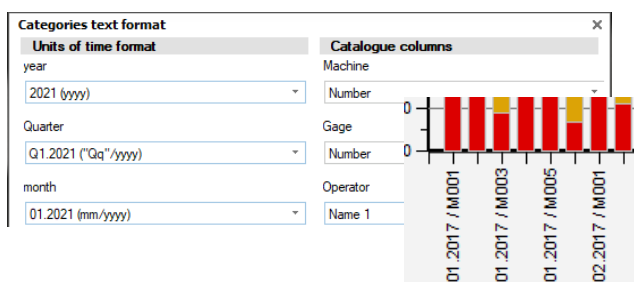 Categories text format
Units of time format
Catalogue columns
year
Machine
2021 (yyyy)
Number
Quarter
Gage
Q1.2021 ("Qq"/yyyy)
Number
month
Operator
01.2021 (mm/yyyy)
Name 1
0
0
01.2017 / M001
01.2017 / M003
01.2017 / M005
02.2017 / M001